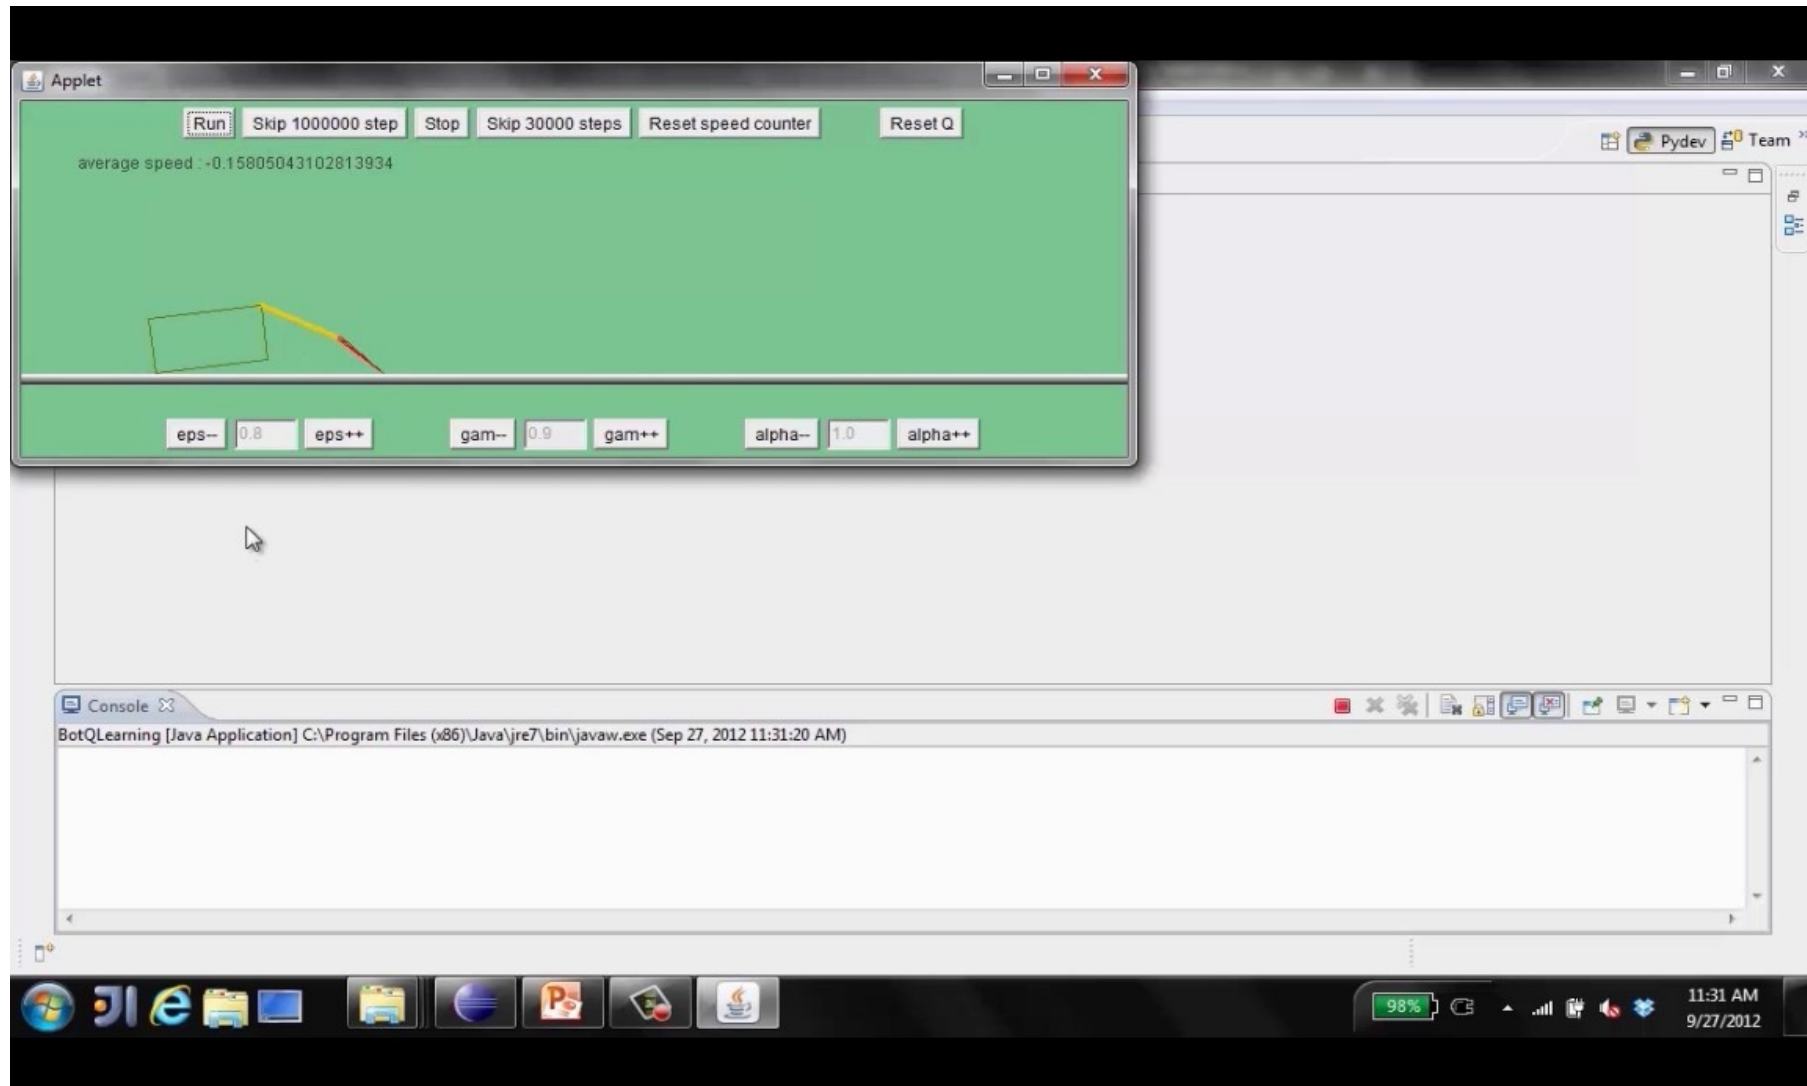 Applet
Run Skip 1000000 step Stop Skip 30000 steps Reset speed counter Reset Q
average speed : -0.15805043102813934
eps-- 0.8 eps++ gam-- 0.9 gam++ alpha-- 1.0 alpha++
Pydev Team
Console
BotQLearning [Java Application] C:\Program Files (x86)\Java\jre7\bin\javaw.exe (Sep 27, 2012 11:31:20 AM)
98% 11:31 AM
9/27/2012